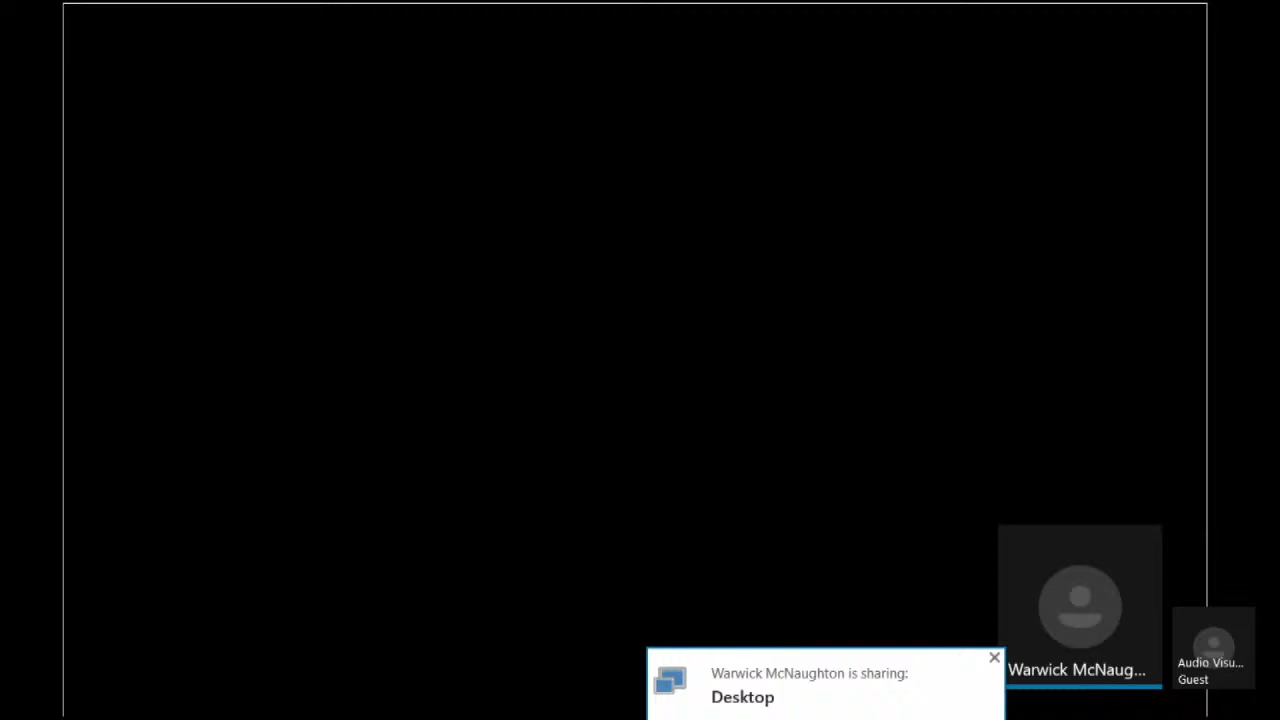 Warwick McNaughton is sharing:
Desktop
Warwick McNaug...
Audio Visu...
Guest